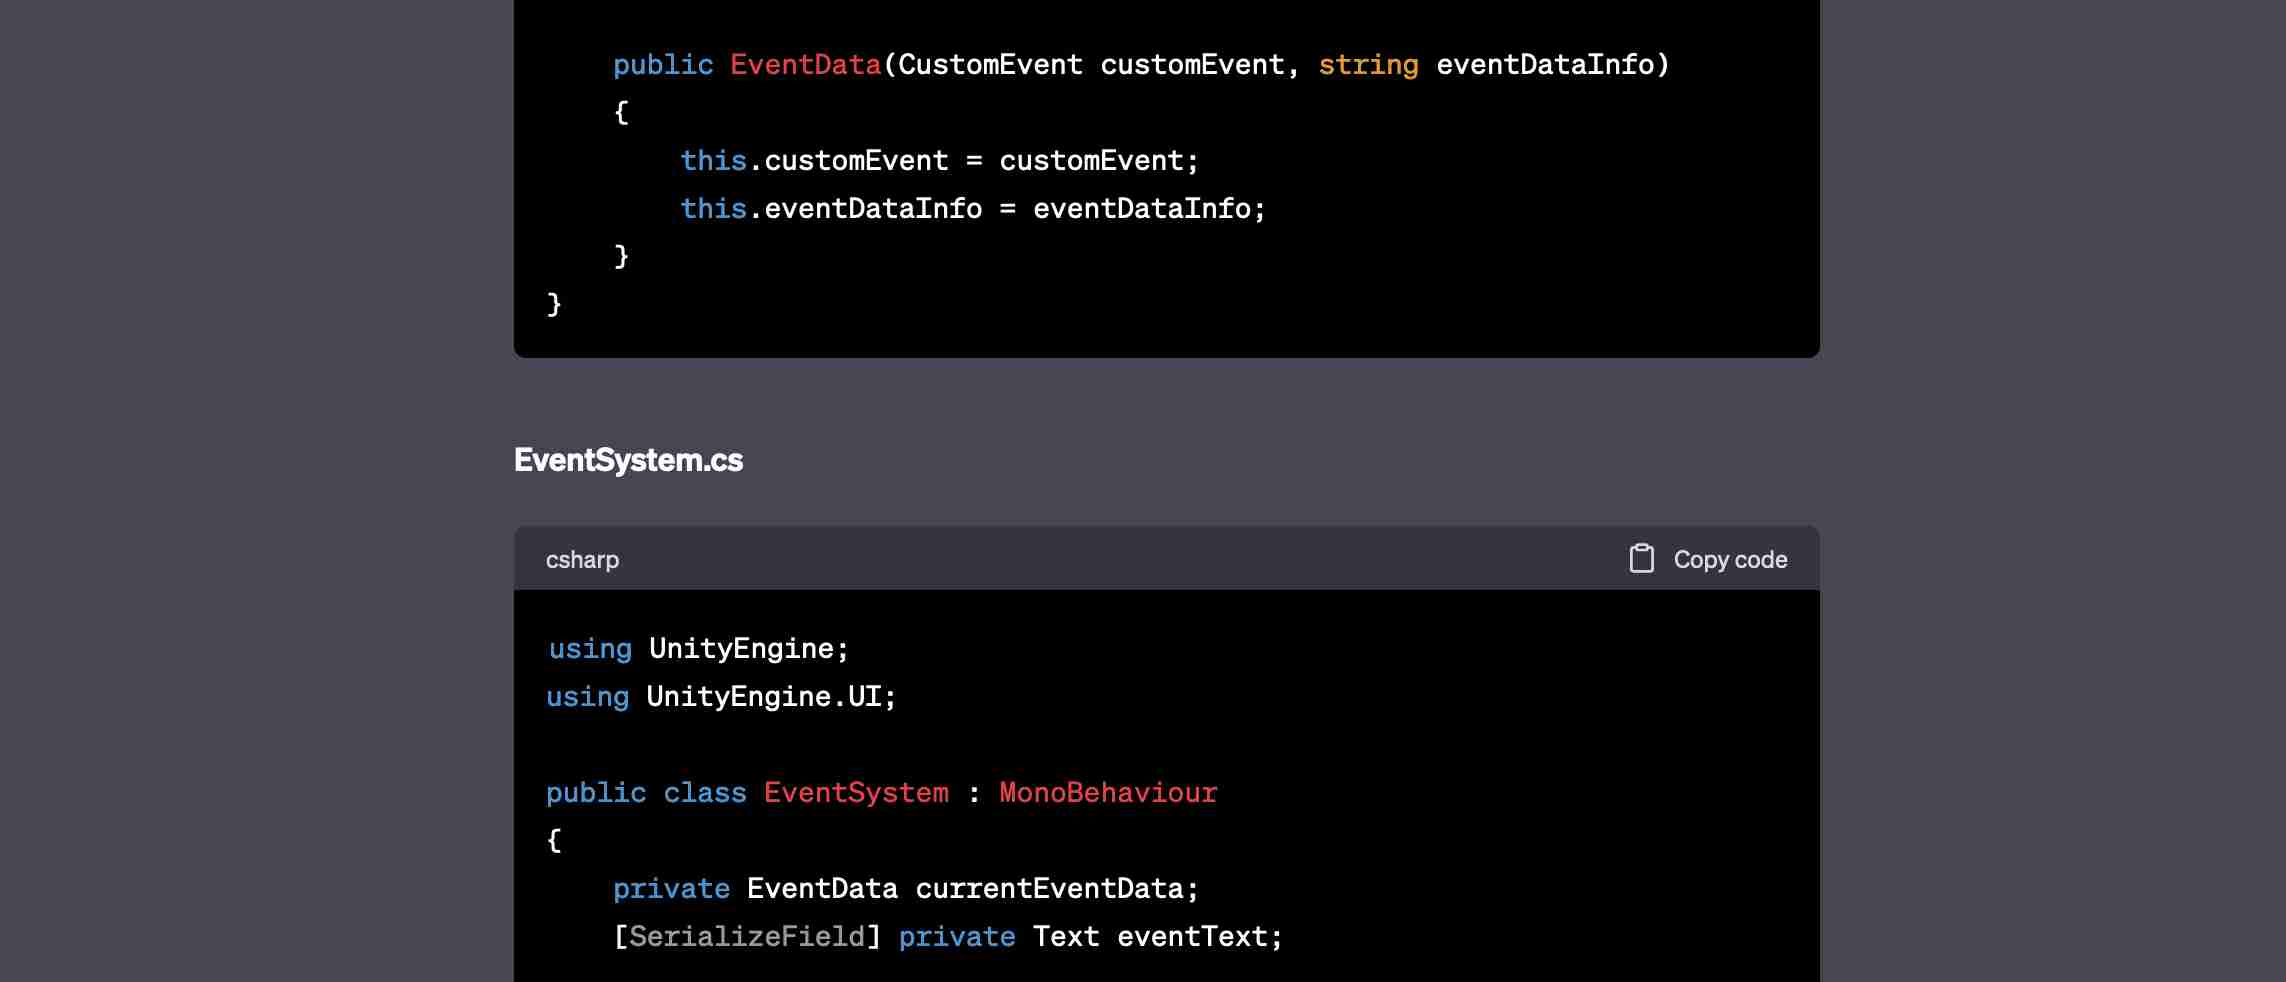 public EventData(CustomEvent customEvent, string eventDataInfo)
{
this.customEvent = customEvent;
this.eventDataInfo = eventDataInfo;
}
}
EventSystem.cs
csharp
Copy code
using UnityEngine;
using UnityEngine.UI;
public class EventSystem : MonoBehaviour
{
private EventData currentEventData;
[SerializeField] private Text eventText;